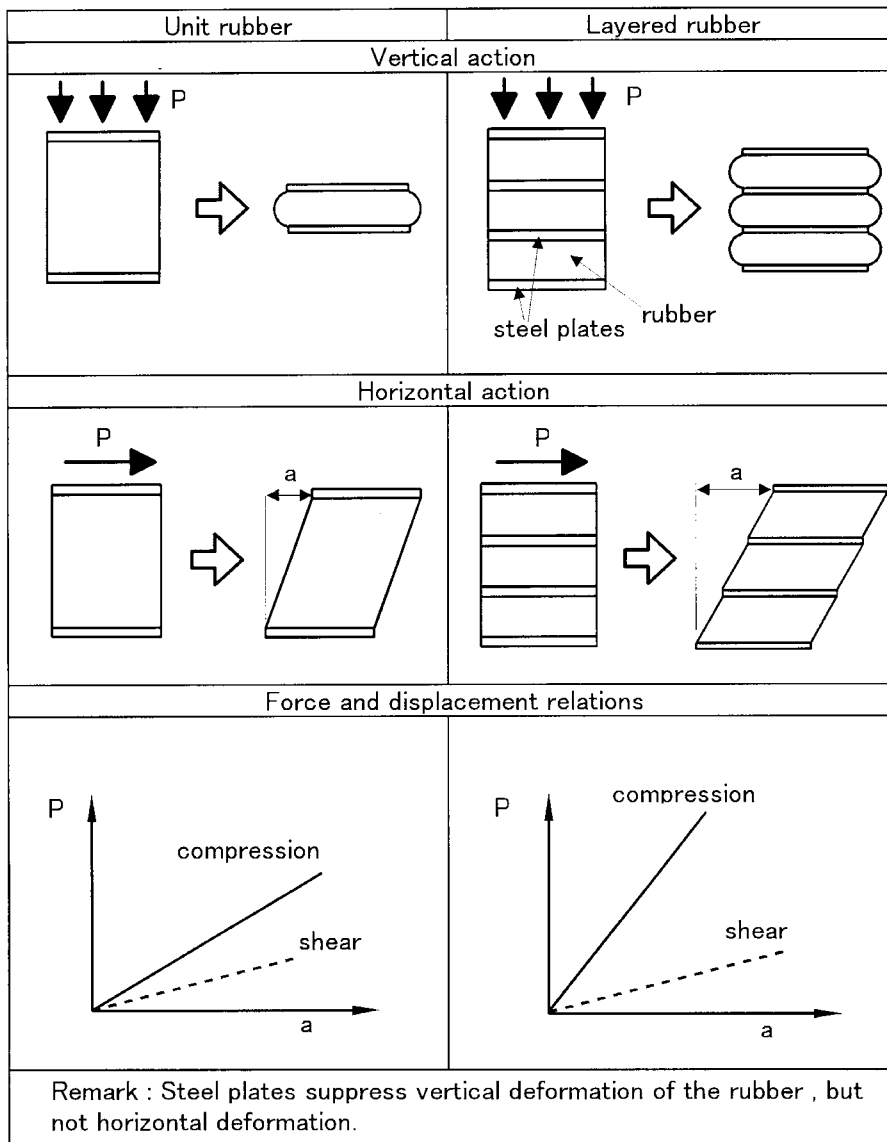 Unit rubber
Layered rubber
Vertical action
P
P
steel plates
rubber
Horizontal action
P
a
P
a
Force and displacement relations
P
compression
shear
a
P
compression
shear
a
Remark : Steel plates suppress vertical deformation of the rubber , but
not horizontal deformation.